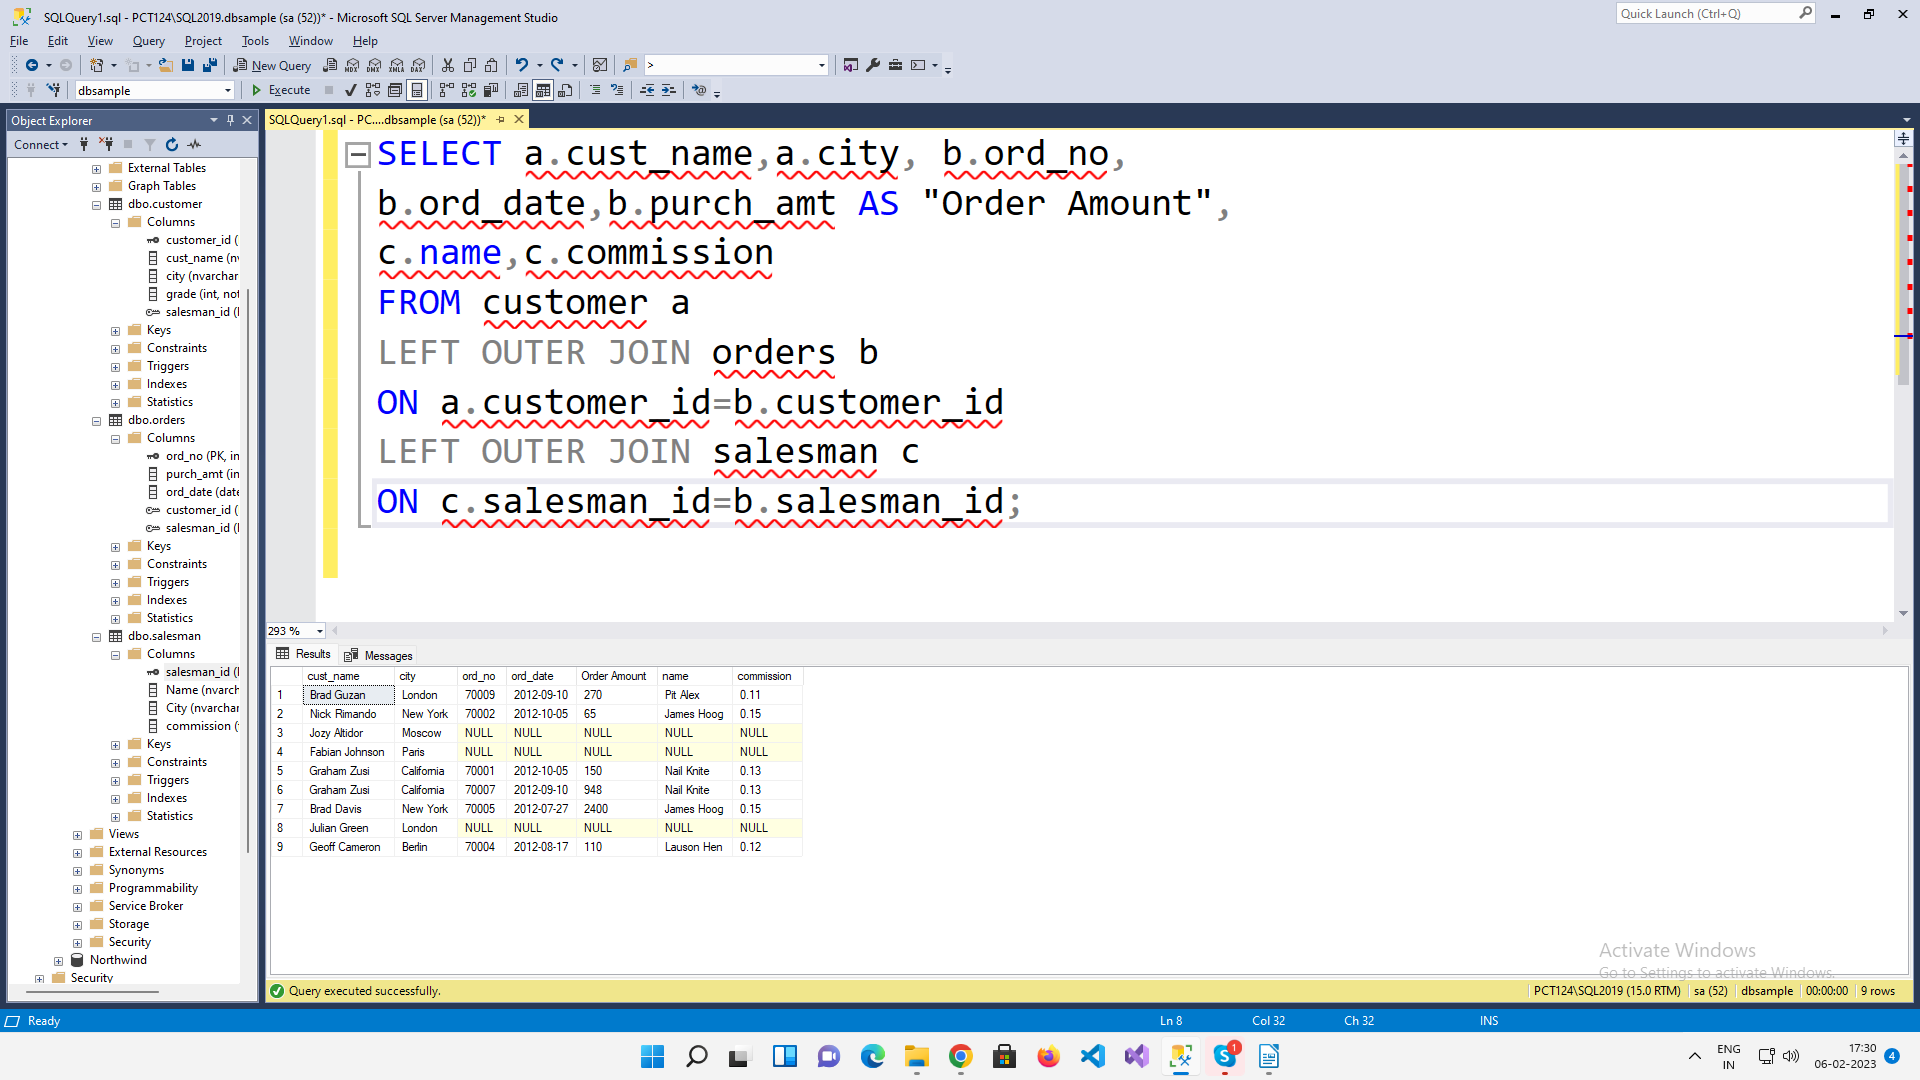 SQLQuery1.sql - PCT124\SQL2019.dbsample (sa (52))* - Microsoft SQL Server Management Studio
Quick Launch (Ctrl+Q)
File Edit View Query Project Tools Window Help
New Query MDX DMX XMLA DAX >
dbsample Execute
Object Explorer
Connect
External Tables
Graph Tables
dbo.customer
Columns
customer_id (
cust_name (nv
city (nvarchar
grade (int, not
salesman_id (
Keys
Constraints
Triggers
Indexes
Statistics
dbo.orders
Columns
ord_no (PK, in
purch_amt (in
ord_date (date
customer_id (
salesman_id (
Keys
Constraints
Triggers
Indexes
Statistics
dbo.salesman
Columns
salesman_id (
Name (nvarch
City (nvarchar
commission (
Keys
Constraints
Triggers
Indexes
Statistics
Views
External Resources
Synonyms
Programmability
Service Broker
Storage
Security
Northwind
Security
SQLQuery1.sql - PC....dbsample (sa (52))*
SELECT a.cust_name,a.city, b.ord_no,
b.ord_date,b.purch_amt AS "Order Amount",
c.name,c.commission
FROM customer a
LEFT OUTER JOIN orders b
ON a.customer_id=b.customer_id
LEFT OUTER JOIN salesman c
ON c.salesman_id=b.salesman_id;
293 %
Results Messages
cust_name city ord_no ord_date Order Amount name commission
1 Brad Guzan London 70009 2012-09-10 270 Pit Alex 0.11
2 Nick Rimando New York 70002 2012-10-05 65 James Hoog 0.15
3 Jozy Altidor Moscow NULL NULL NULL NULL NULL
4 Fabian Johnson Paris NULL NULL NULL NULL NULL
5 Graham Zusi California 70001 2012-10-05 150 Nail Knite 0.13
6 Graham Zusi California 70007 2012-09-10 948 Nail Knite 0.13
7 Brad Davis New York 70005 2012-07-27 2400 James Hoog 0.15
8 Julian Green London NULL NULL NULL NULL NULL
9 Geoff Cameron Berlin 70004 2012-08-17 110 Lauson Hen 0.12
Activate Windows
Go to Settings to activate Windows.
Query executed successfully. PCT124\SQL2019 (15.0 RTM) sa (52) dbsample 00:00:00 9 rows
Ready Ln 8 Col 32 Ch 32 INS
1
ENG
IN
17:30
06-02-2023
4